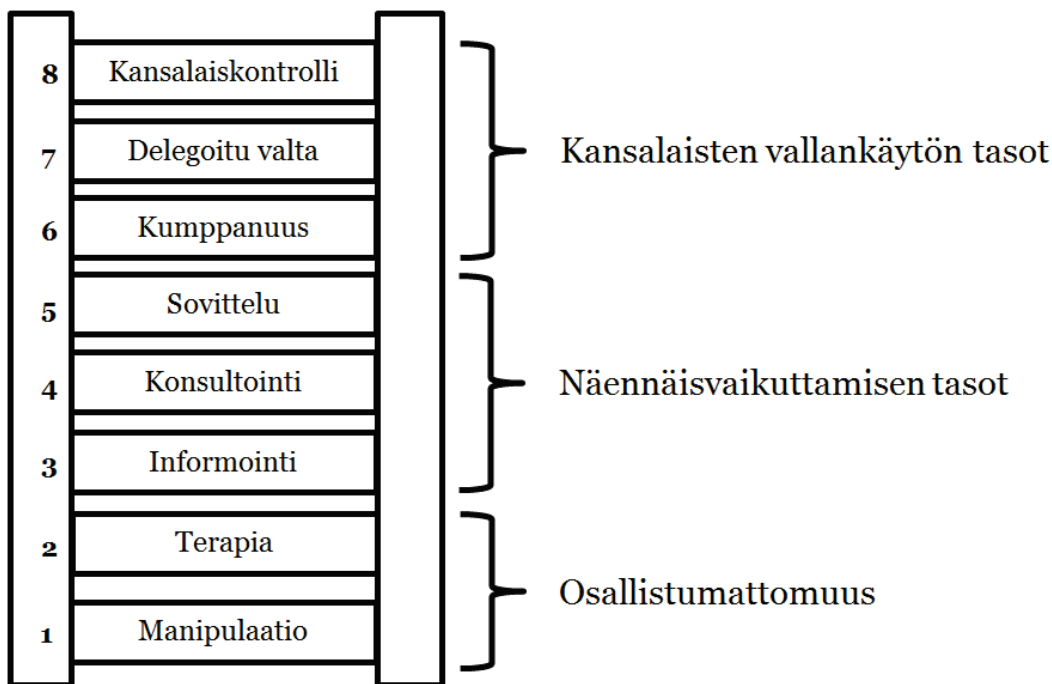 8 Kansalaiskontrolli
7 Delegoitu valta
6 Kumppanuus
Kansalaisten vallankäytön tasot
5 Sovittelu
4 Konsultointi
3 Informointi
Näennäisvaikuttamisen tasot
2 Terapia
1 Manipulaatio
Osallistumattomuus